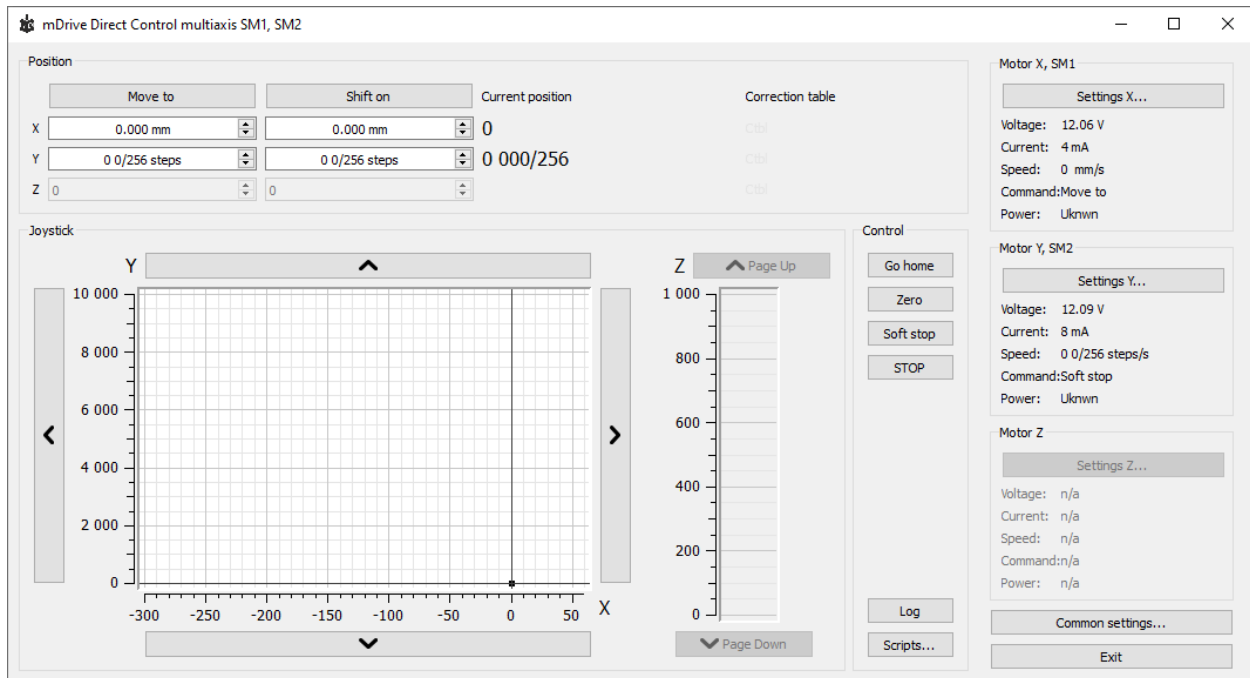 mDrive Direct Control multiaxis SM1, SM2
Position
Move to
Shift on
Current position
Correction table
X
0.000 mm
0.000 mm
0
Ctbl
Y
0 0/256 steps
0 0/256 steps
0 000/256
Ctbl
Z
0
0
Ctbl
Joystick
Y
10 000
8 000
6 000
4 000
2 000
0
-300
-250
-200
-150
-100
-50
0
50
X
Z
Page Up
1 000
800
600
400
200
0
Page Down
Control
Go home
Zero
Soft stop
STOP
Log
Scripts...
Motor X, SM1
Settings X...
Voltage: 12.06 V
Current: 4 mA
Speed: 0 mm/s
Command:Move to
Power: Uknwn
Motor Y, SM2
Settings Y...
Voltage: 12.09 V
Current: 8 mA
Speed: 0 0/256 steps/s
Command:Soft stop
Power: Uknwn
Motor Z
Settings Z...
Voltage: n/a
Current: n/a
Speed: n/a
Command:n/a
Power: n/a
Common settings...
Exit